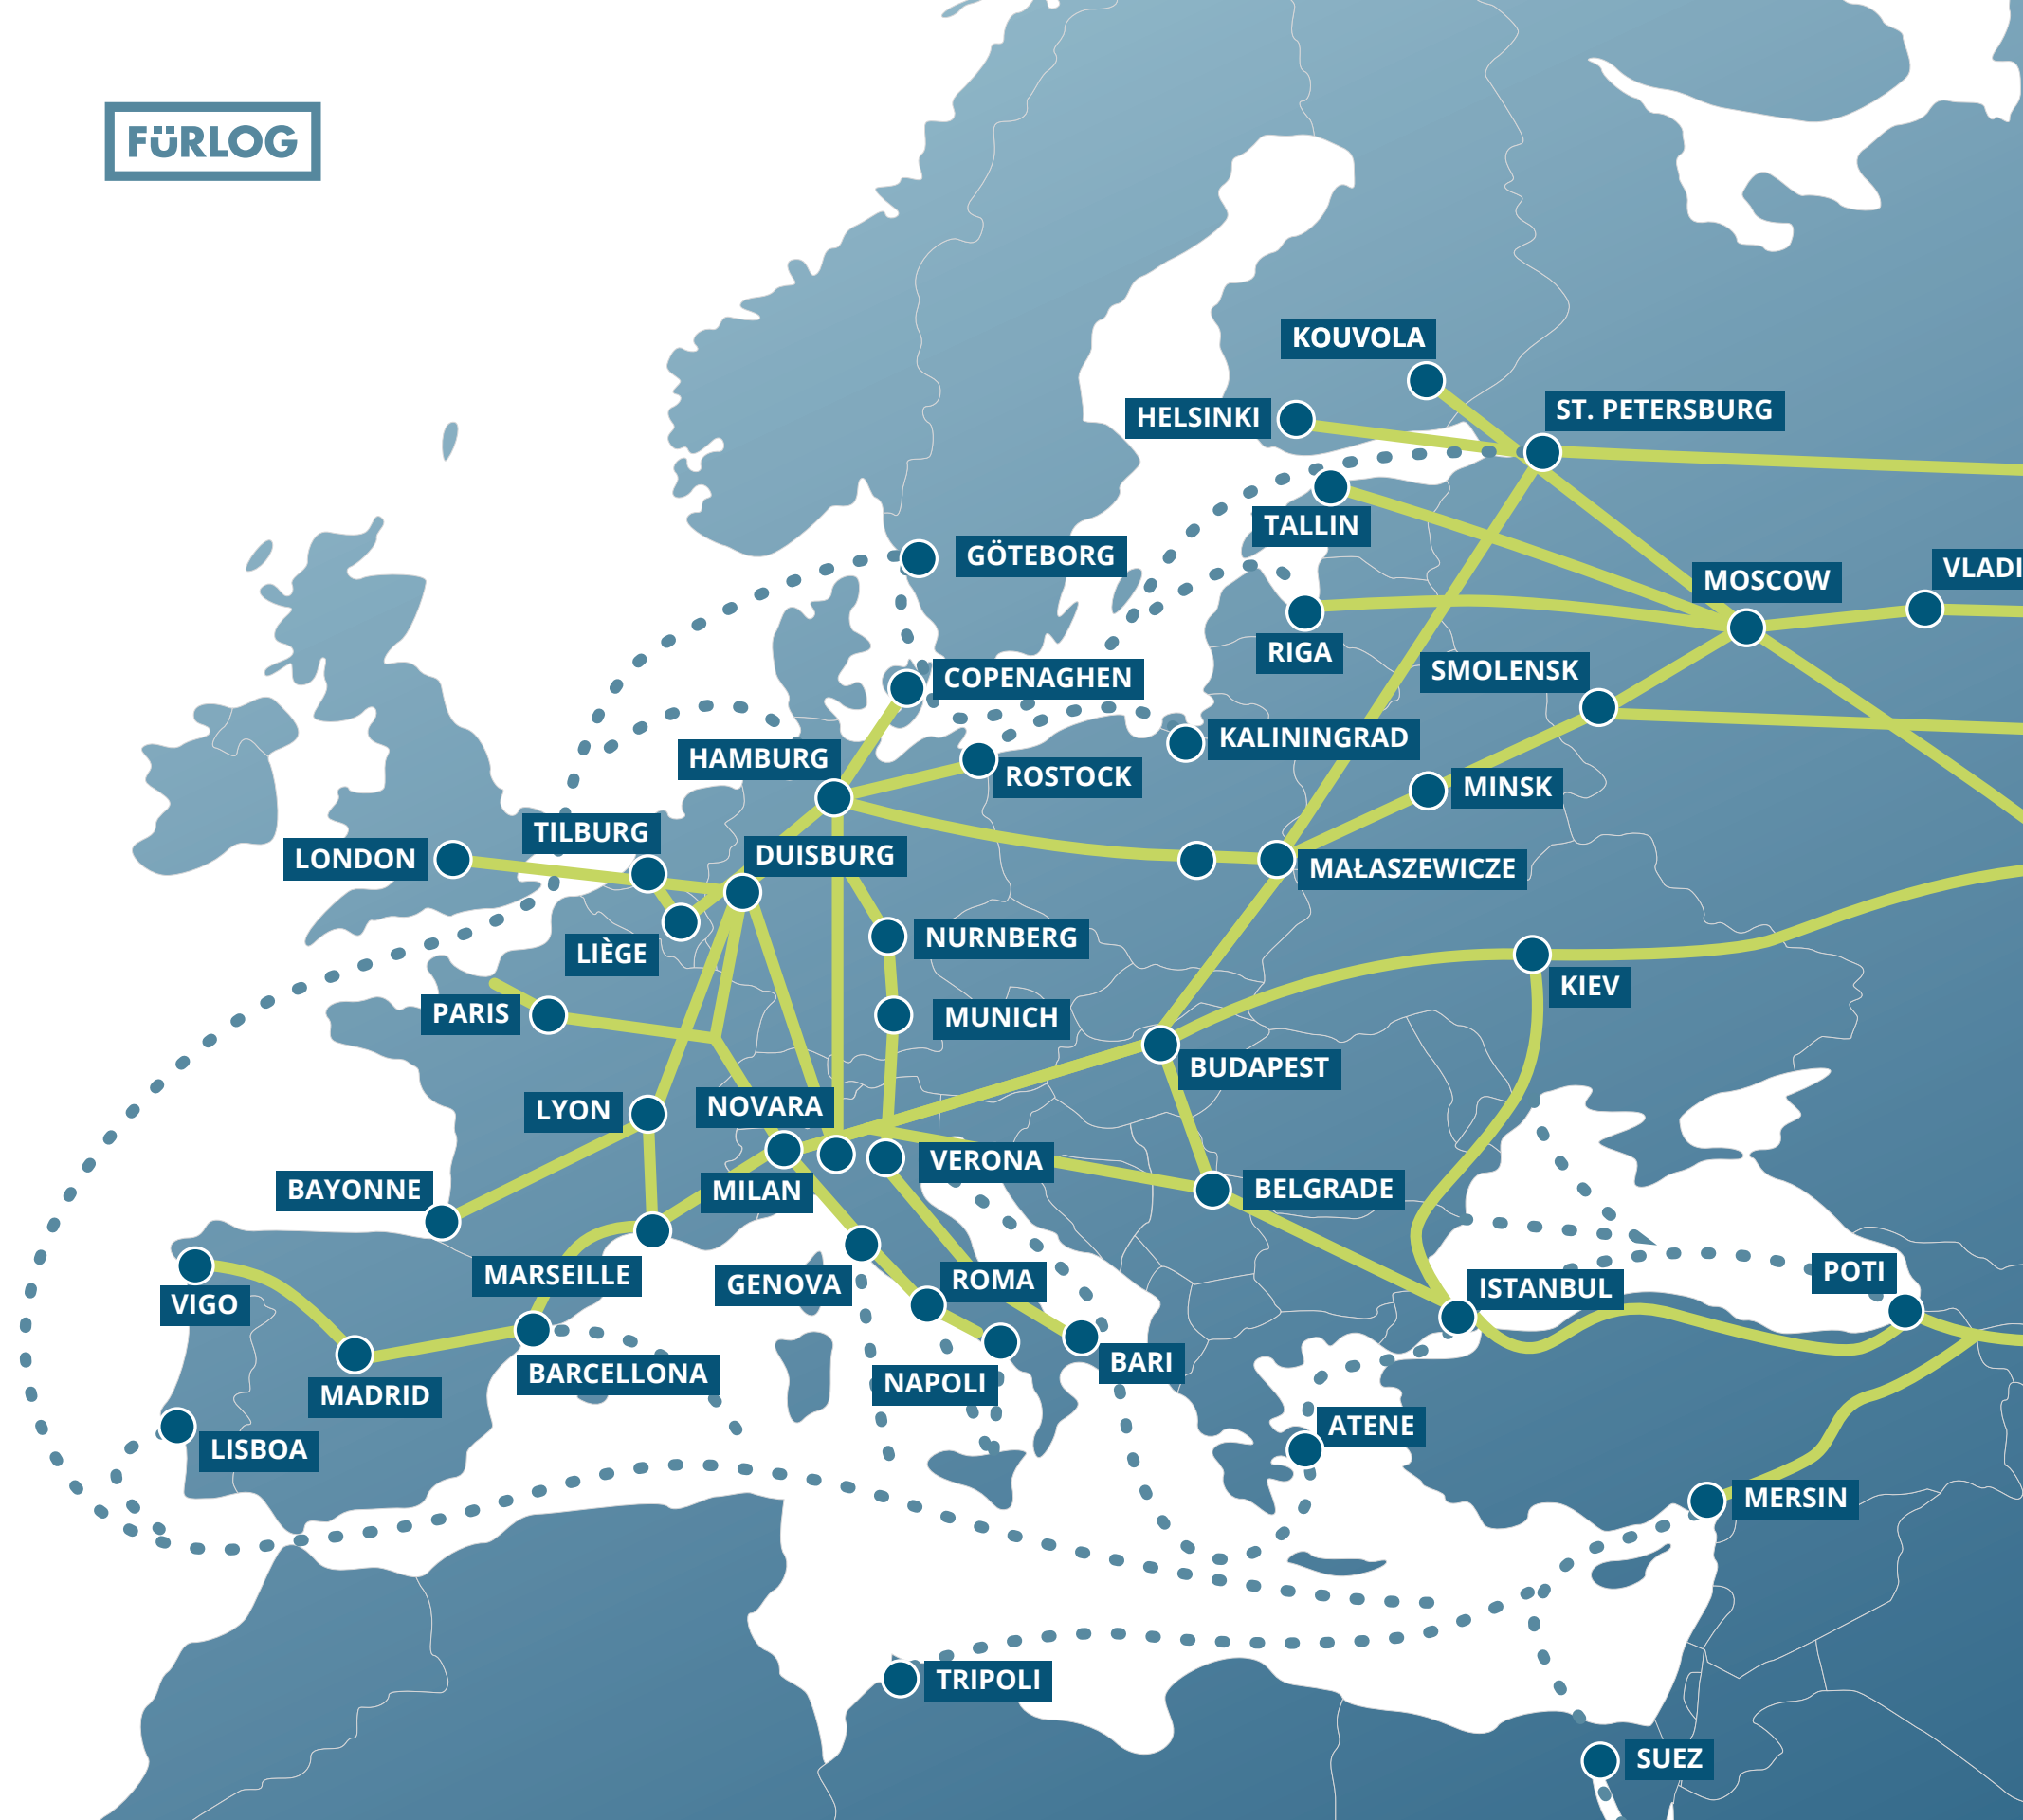 FÜRLOG
KOUVOLA
ST. PETERSBURG
HELSINKI
TALLIN
GÖTEBORG
VLADI
MOSCOW
RIGA
SMOLENSK
COPENAGHEN
KALININGRAD
HAMBURG
ROSTOCK
MINSK
TILBURG
LONDON
DUISBURG
MAŁASZEWICZE
NURNBERG
LIÈGE
KIEV
PARIS
MUNICH
BUDAPEST
NOVARA
LYON
VERONA
BAYONNE
MILAN
BELGRADE
MARSEILLE
POTI
ROMA
GENOVA
ISTANBUL
VIGO
BARI
BARCELLONA
NAPOLI
MADRID
ATENE
LISBOA
MERSIN
TRIPOLI
SUEZ